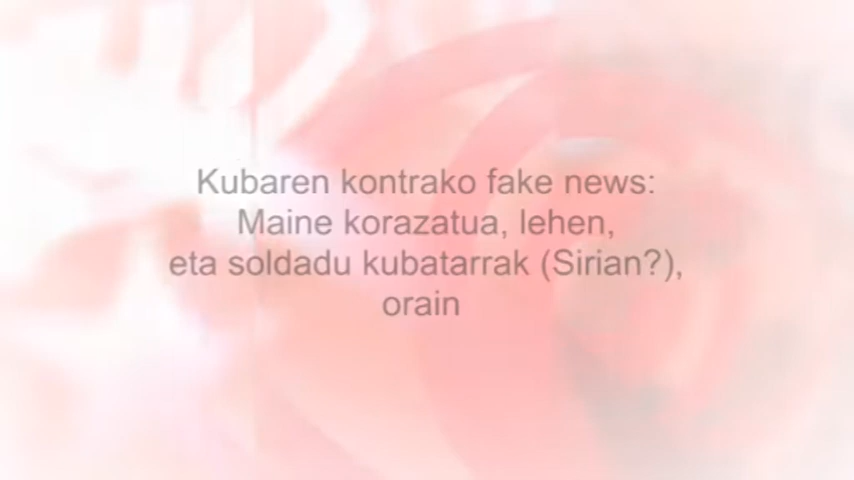 Kubaren kontrako fake news:
Maine korazatua, lehen,
eta soldadu kubatarrak (Sirian?),
orain